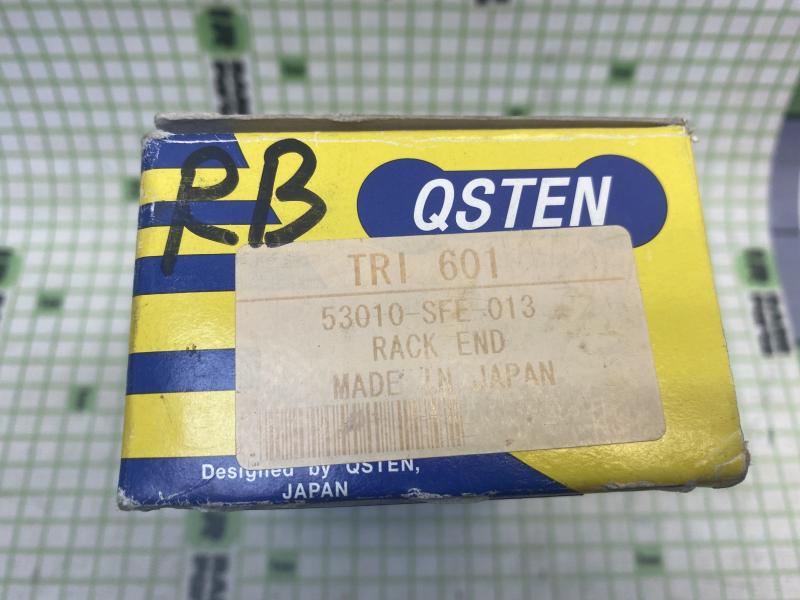 RB
QSTEN
TRI 601
53010-SFE-013
RACK END
MADE IN JAPAN
Designed by QSTEN,
JAPAN